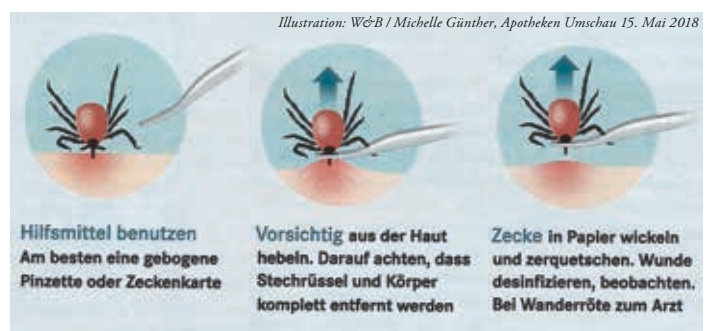 Illustration: W&B / Michelle Günther, Apotheken Umschau 15. Mai 2018
Hilfsmittel benutzen
Am besten eine gebogene
Pinzette oder Zeckenkarte
Vorsichtig aus der Haut
hebeln. Darauf achten, dass
Stechrüssel und Körper
komplett entfernt werden
Zecke in Papier wickeln
und zerquetschen. Wunde
desinfizieren, beobachten.
Bei Wanderröte zum Arzt